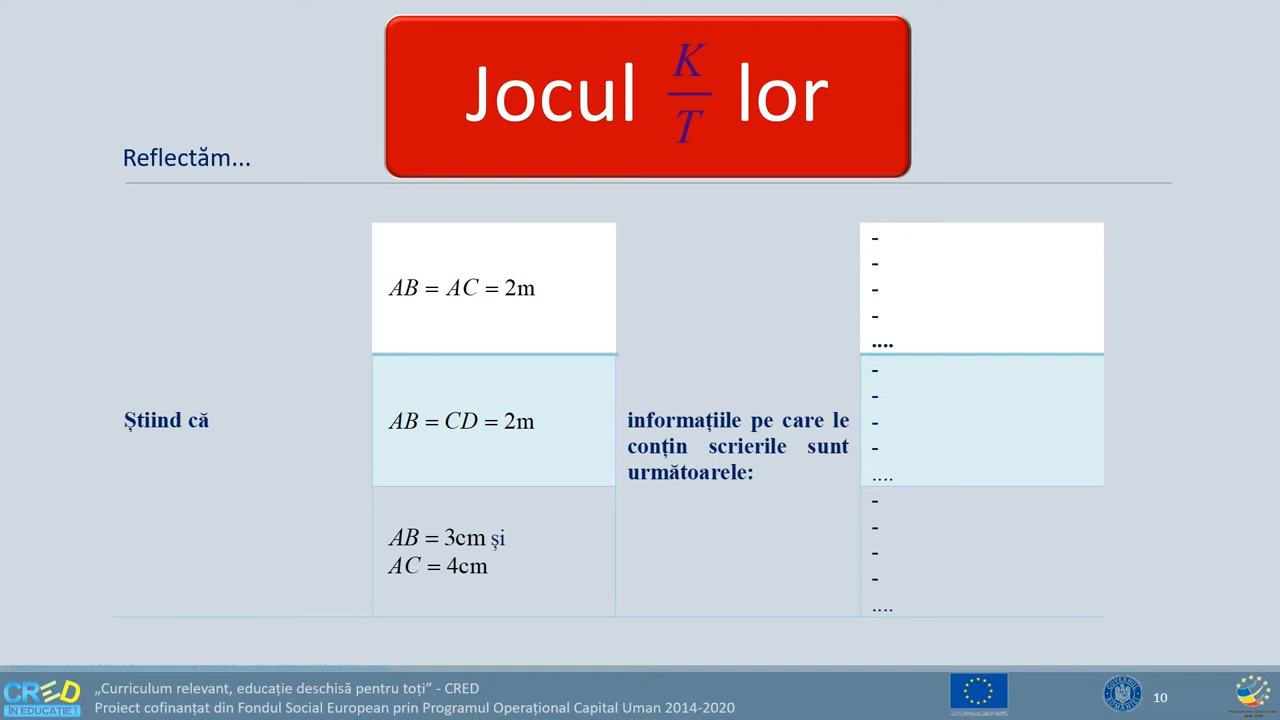 Jocul K/T lor
Reflectăm...
Știind că
AB = AC = 2m
AB = CD = 2m
AB = 3cm și
AC = 4cm
informațiile pe care le
conțin scrierile sunt
următoarele:
-
-
-
-
....
-
-
-
-
....
-
-
-
-
....
CRED
ÎN EDUCAȚIE !
„Curriculum relevant, educație deschisă pentru toți” - CRED
Proiect cofinanțat din Fondul Social European prin Programul Operațional Capital Uman 2014-2020
10